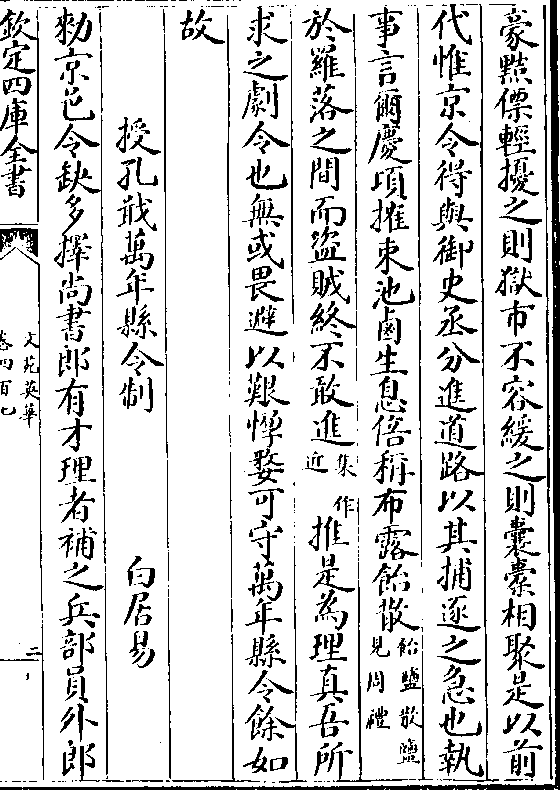 豪黠僄輕擾之則獄市不容緩之則囊橐相聚是以前
代惟京令得與御史丞分進道路以其捕逐之急也執
事言爾慶頃搉東池鹵生息倍稱布露飴散飴鹽散鹽見周禮
於羅落之間而盜賊終不敢進集作近推是為理真吾所
求之劇令也無或畏避以艱惸嫠可守萬年縣令餘如
故
授孔戢萬年縣令制 白居易
勑京邑令缺多擇尚書郎有才理者補之兵部員外郎
欽定四庫全書
文苑英華
卷四百七
二